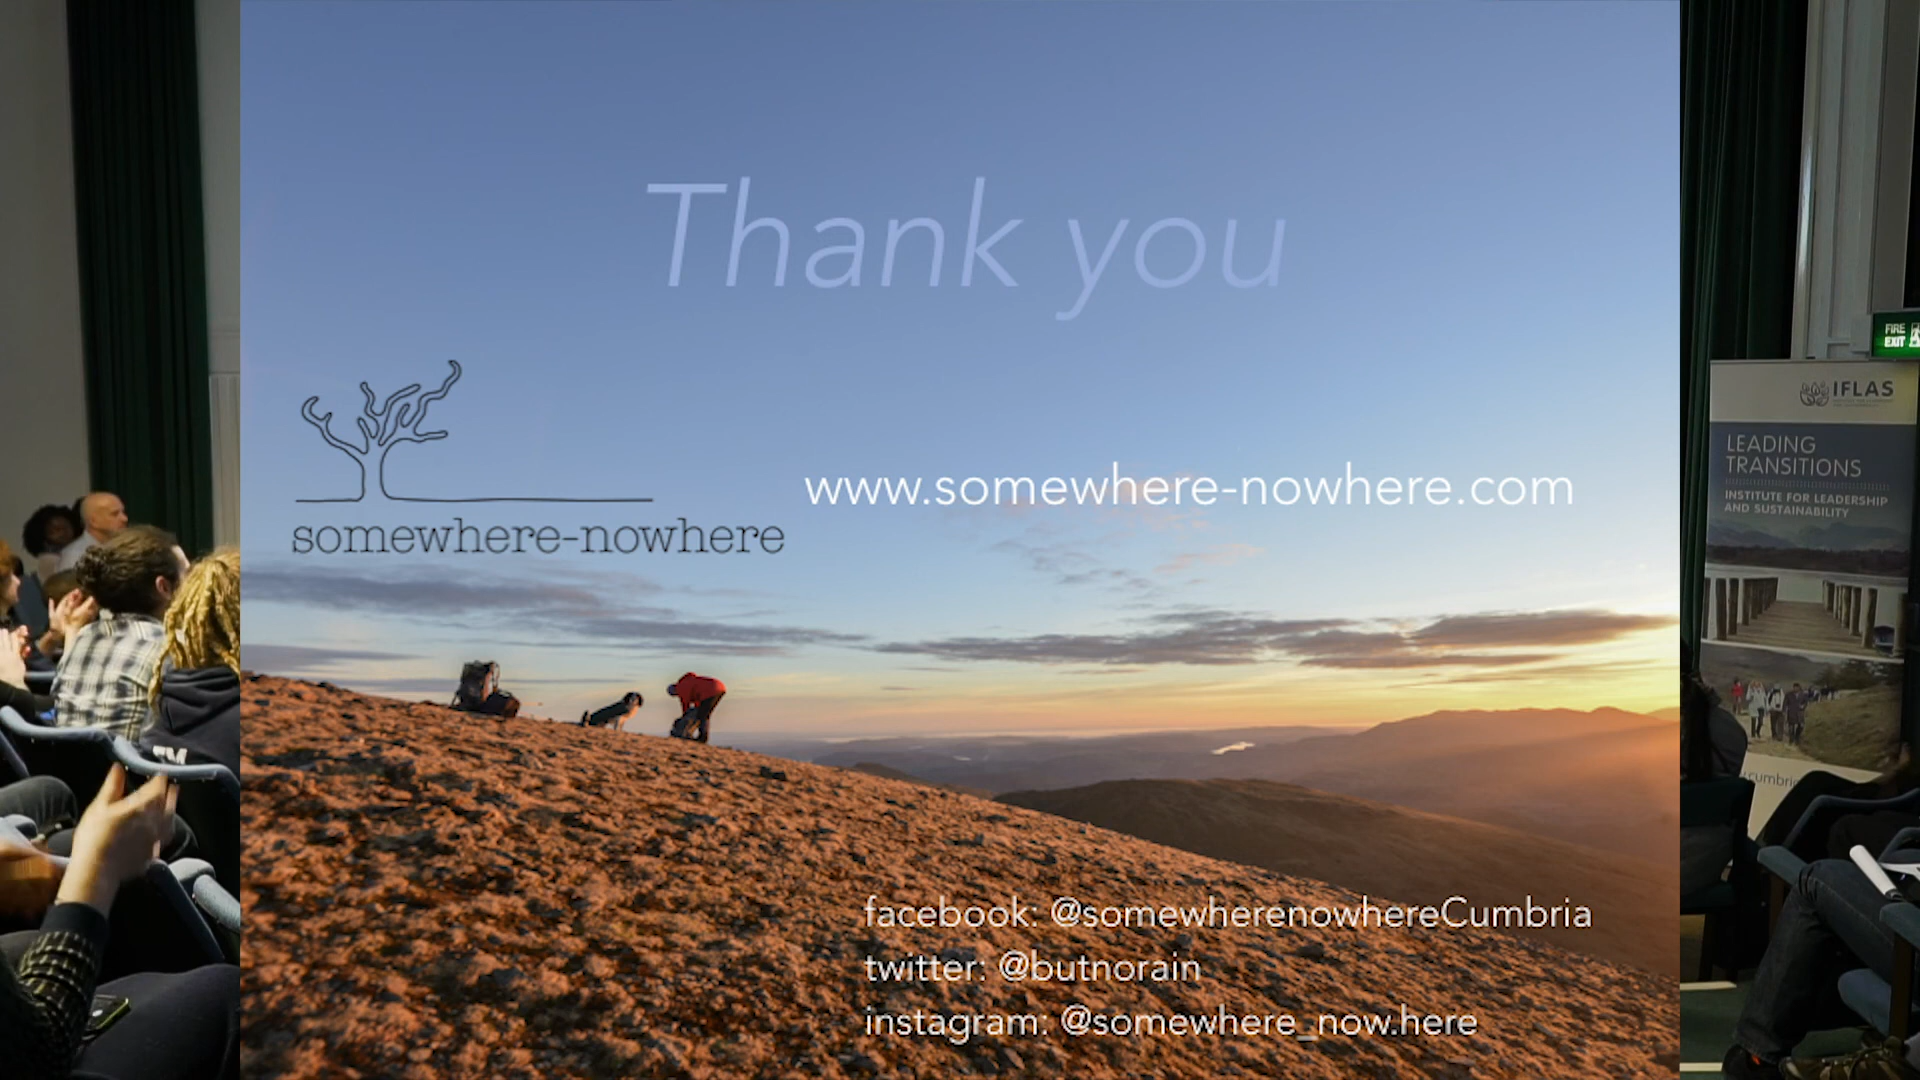 Thank you
somewhere-nowhere
www.somewhere-nowhere.com
facebook: @somewherenowhereCumbria
twitter: @butnorain
instagram: @somewhere_now.here
FIRE
EXIT
IFLAS
LEADING
TRANSITIONS
INSTITUTE FOR LEADERSHIP
AND SUSTAINABILITY